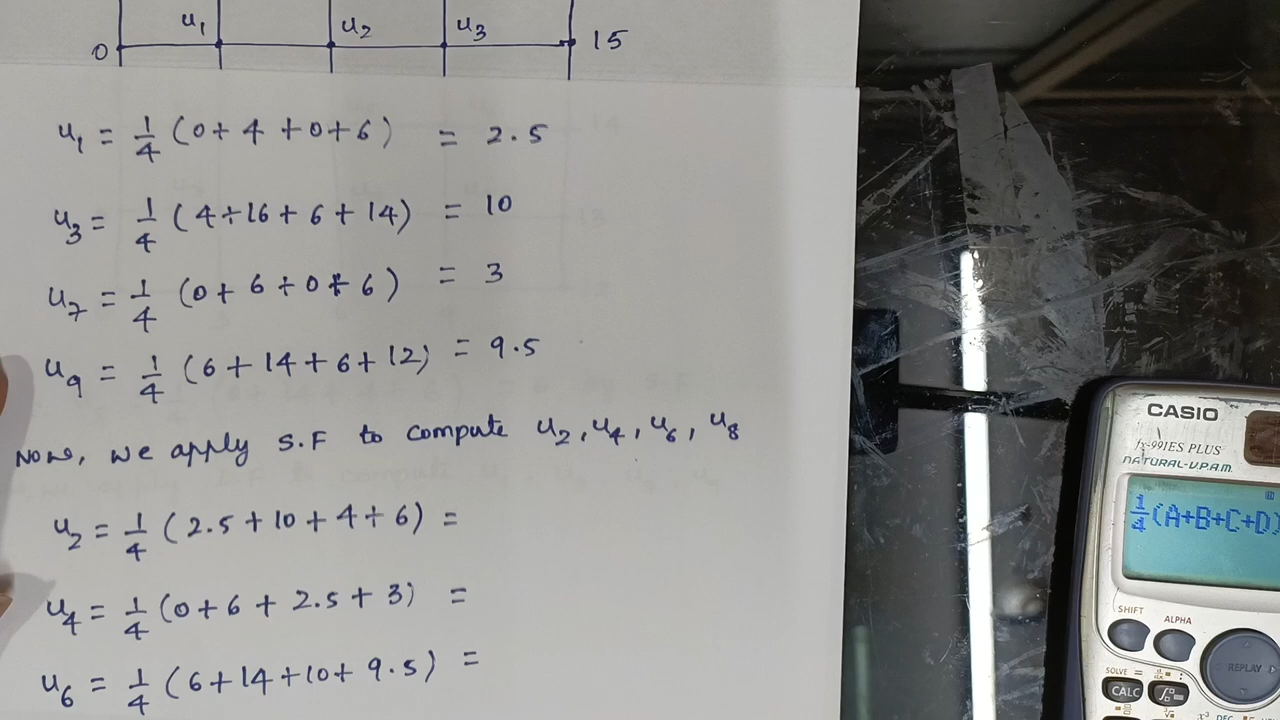 u₁ u₂ u₃
0 15
u₁ = 1/4 (0+4+0+6) = 2.5
u₃ = 1/4 (4+16+6+14) = 10
u₇ = 1/4 (0+6+0+6) = 3
u₉ = 1/4 (6+14+6+12) = 9.5
Now, we apply S.F to compute u₂, u₄, u₆, u₈
u₂ = 1/4 (2.5+10+4+6) =
u₄ = 1/4 (0+6+2.5+3) =
u₆ = 1/4 (6+14+10+9.5) =
CASIO
fx-991ES PLUS
NATURAL-V.P.A.M.
1/4(A+B+C+D)
SHIFT ALPHA
REPLAY
SOLVE =
CALC